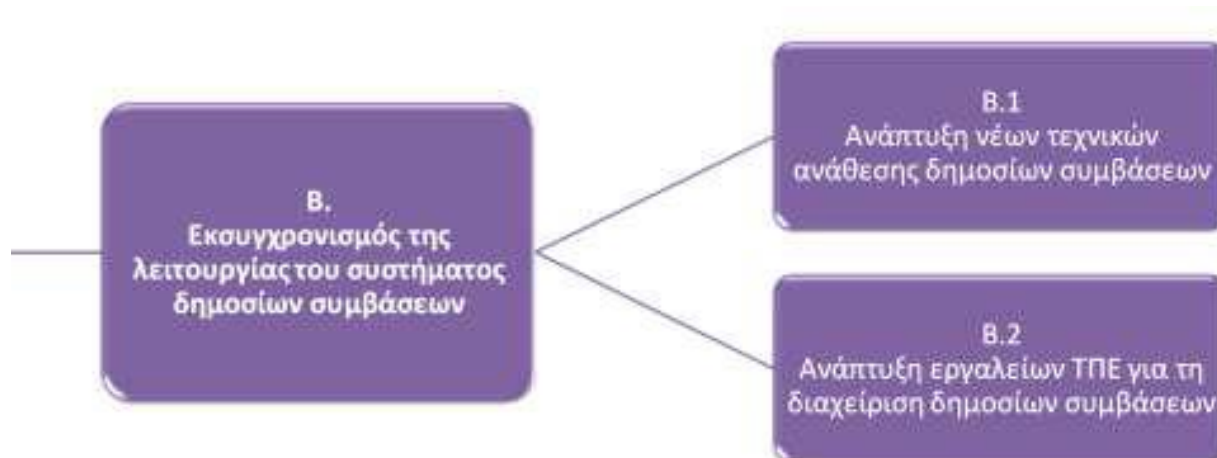 Β.
Εκσυγχρονισμός της
λειτουργίας του συστήματος
δημοσίων συμβάσεων
Β.1
Ανάπτυξη νέων τεχνικών
ανάθεσης δημοσίων συμβάσεων
Β.2
Ανάπτυξη εργαλείων ΤΠΕ για τη
διαχείριση δημοσίων συμβάσεων